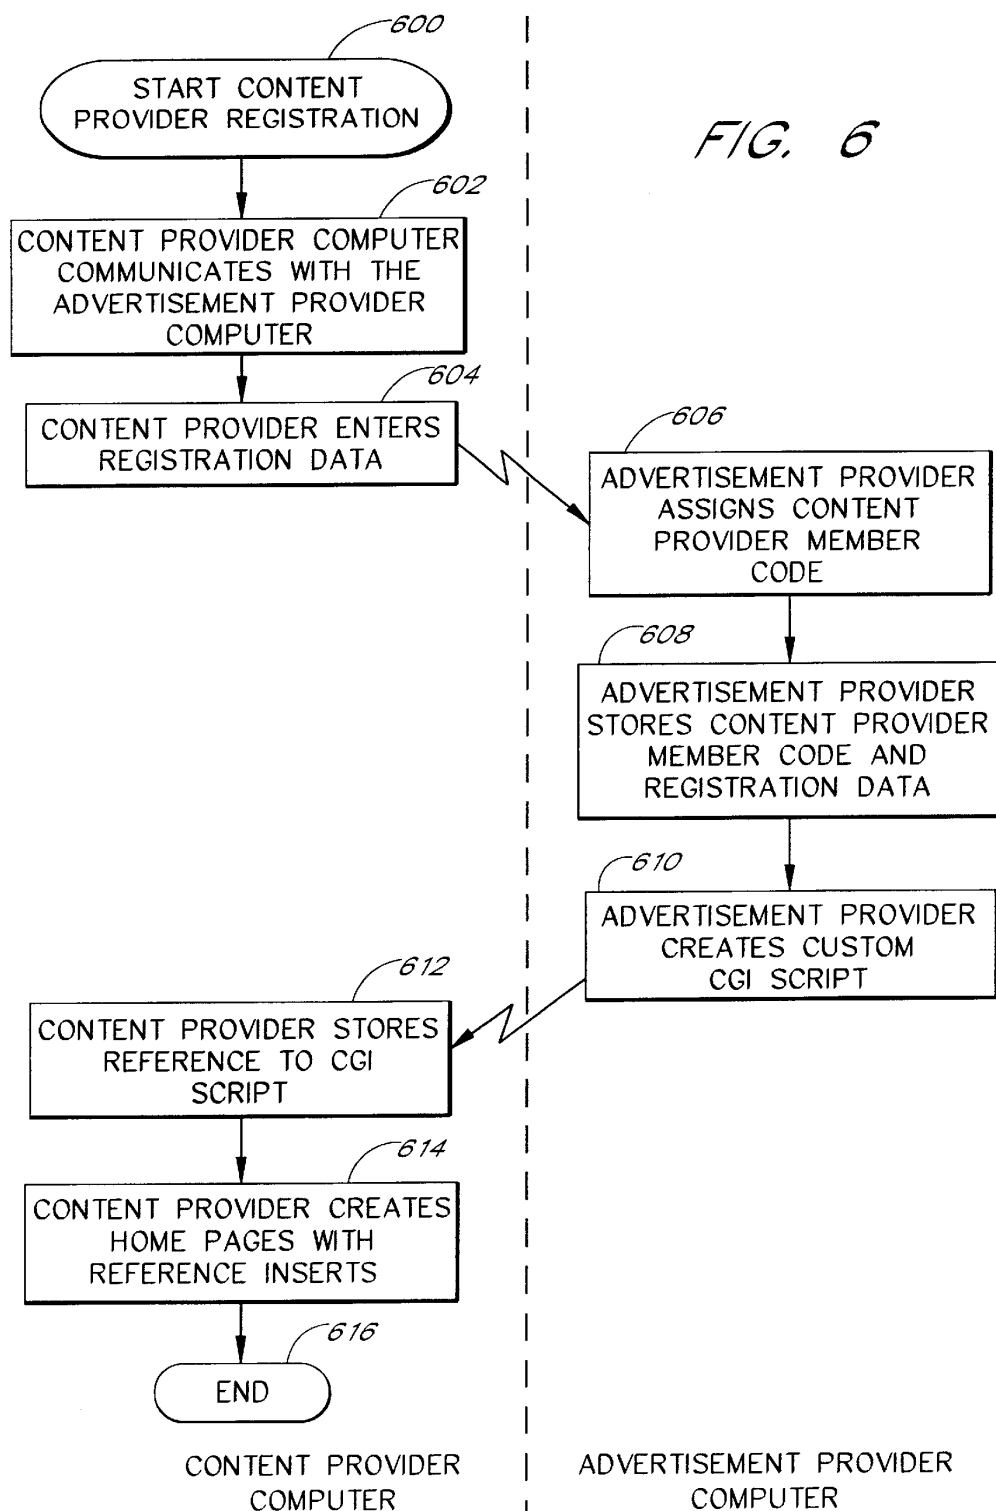 600
START CONTENT
PROVIDER REGISTRATION
FIG. 6
602
CONTENT PROVIDER COMPUTER
COMMUNICATES WITH THE
ADVERTISEMENT PROVIDER
COMPUTER
604
CONTENT PROVIDER ENTERS
REGISTRATION DATA
606
ADVERTISEMENT PROVIDER
ASSIGNS CONTENT
PROVIDER MEMBER
CODE
608
ADVERTISEMENT PROVIDER
STORES CONTENT PROVIDER
MEMBER CODE AND
REGISTRATION DATA
610
ADVERTISEMENT PROVIDER
CREATES CUSTOM
CGI SCRIPT
612
CONTENT PROVIDER STORES
REFERENCE TO CGI
SCRIPT
614
CONTENT PROVIDER CREATES
HOME PAGES WITH
REFERENCE INSERTS
616
END
CONTENT PROVIDER
COMPUTER
ADVERTISEMENT PROVIDER
COMPUTER